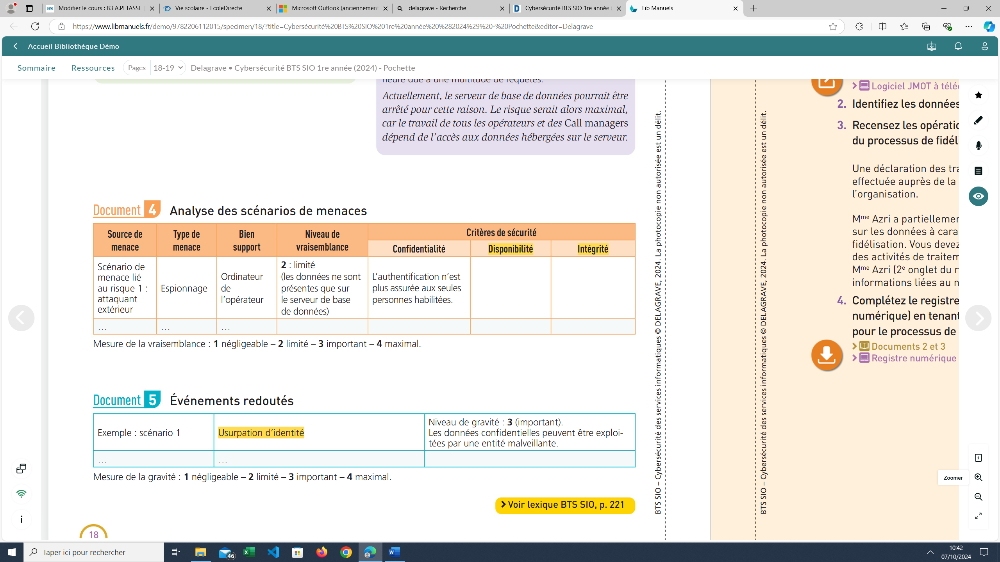 Modifier le cours : B3 A.PETASSE |
Vie scolaire - EcoleDirecte
Microsoft Outlook (anciennement
delagrave - Recherche
Cybersécurité BTS SIO 1re année (
Lib Manuels
https://www.libmanuels.fr/demo/9782206112015/specimen/18/?title=Cybersécurité%20BTS%20SIO%201re%20année%20%282024%29%20-%20Pochette&editor=Delagrave
Accueil Bibliothèque Démo
Sommaire
Ressources
Pages 18-19
Delagrave • Cybersécurité BTS SIO 1re année (2024) - Pochette
heure due à une multitude de requêtes.
Actuellement, le serveur de base de données pourrait être
arrêté pour cette raison. Le risque serait alors maximal,
car le travail de tous les opérateurs et des Call managers
dépend de l’accès aux données hébergées sur le serveur.
Document 4 Analyse des scénarios de menaces
Source de
menace
Type de
menace
Bien
support
Niveau de
vraisemblance
Critères de sécurité
Confidentialité
Disponibilité
Intégrité
Scénario de
menace lié
au risque 1 :
attaquant
extérieur
Espionnage
Ordinateur
de
l’opérateur
2 : limité
(les données ne sont
présentes que sur
le serveur de base
de données)
L’authentification n’est
plus assurée aux seules
personnes habilitées.
…
…
…
Mesure de la vraisemblance : 1 négligeable – 2 limité – 3 important – 4 maximal.
Document 5 Événements redoutés
Exemple : scénario 1
Usurpation d’identité
Niveau de gravité : 3 (important).
Les données confidentielles peuvent être exploi-
tées par une entité malveillante.
…
…
Mesure de la gravité : 1 négligeable – 2 limité – 3 important – 4 maximal.
Voir lexique BTS SIO, p. 221
18
BTS SIO – Cybersécurité des services informatiques © DELAGRAVE, 2024. La photocopie non autorisée est un délit.
BTS SIO – Cybersécurité des services informatiques © DELAGRAVE, 2024. La photocopie non autorisée est un délit.
Logiciel JMOT à téléc
2. Identifiez les données
3. Recensez les opératio
du processus de fidéli
Une déclaration des tra
effectuée auprès de la
l’organisation.
Mme Azri a partiellemer
sur les données à cara
fidélisation. Vous devez
des activités de traitem
Mme Azri (2e onglet du r
informations liées au n
4. Complétez le registre
numérique) en tenant
pour le processus de
Documents 2 et 3
Registre numérique
1
Zoomer
i
Taper ici pour rechercher
46
10:42
07/10/2024